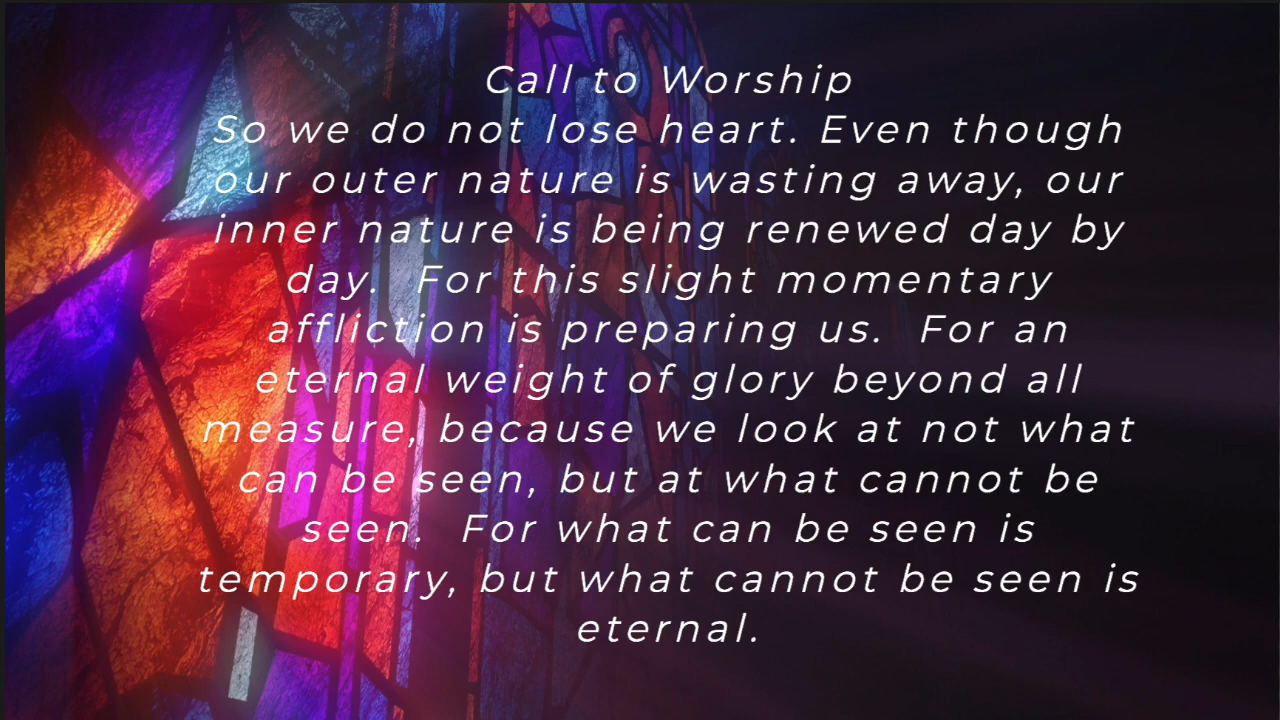 Call to Worship
So we do not lose heart. Even though
our outer nature is wasting away, our
inner nature is being renewed day by
day.  For this slight momentary
affliction is preparing us.  For an
eternal weight of glory beyond all
measure, because we look at not what
can be seen, but at what cannot be
seen.  For what can be seen is
temporary, but what cannot be seen is
eternal.